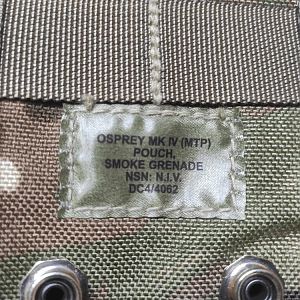 OSPREY MK IV (MTP)
POUCH,
SMOKE GRENADE
NSN: N.I.V.
DC4/4062